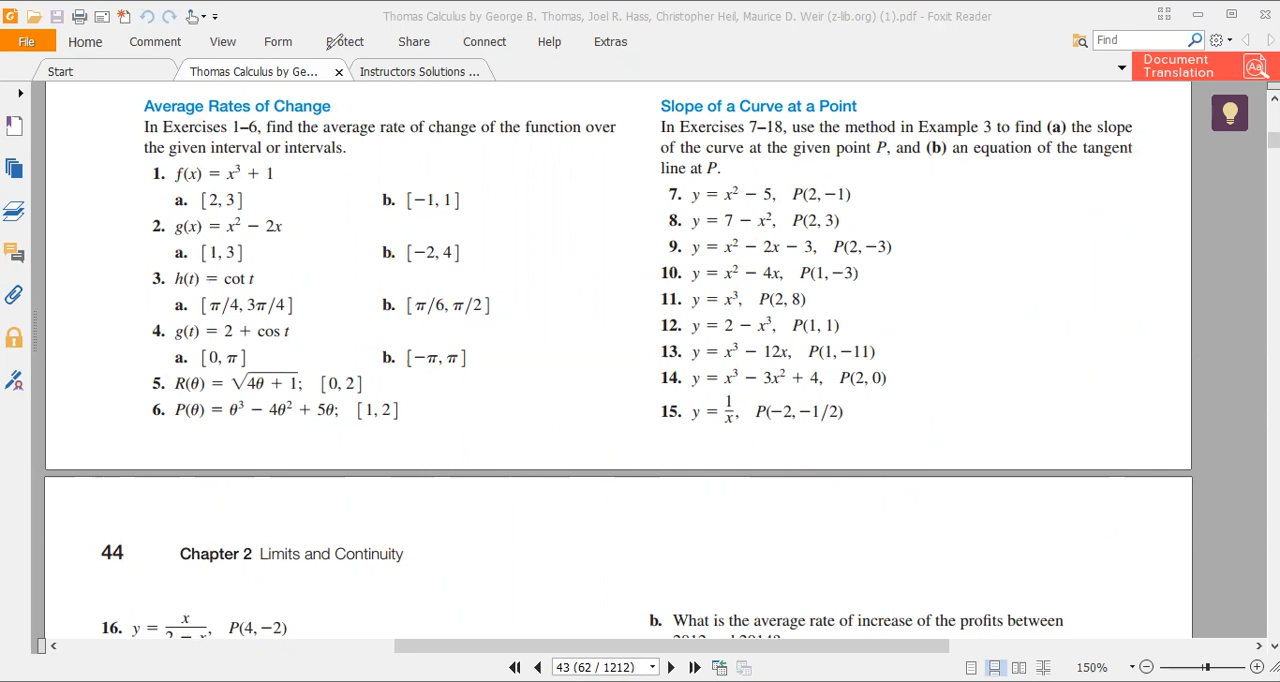 Thomas Calculus by George B. Thomas, Joel R. Hass, Christopher Heil, Maurice D. Weir (z-lib.org) (1).pdf - Foxit Reader
File Home Comment View Form Protect Share Connect Help Extras Find
Start Thomas Calculus by Ge... Instructors Solutions ... Document Translation
Average Rates of Change
In Exercises 1–6, find the average rate of change of the function over
the given interval or intervals.
1. f(x) = x³ + 1
a. [2, 3] b. [−1, 1]
2. g(x) = x² − 2x
a. [1, 3] b. [−2, 4]
3. h(t) = cot t
a. [π/4, 3π/4] b. [π/6, π/2]
4. g(t) = 2 + cos t
a. [0, π] b. [−π, π]
5. R(θ) = √(4θ + 1); [0, 2]
6. P(θ) = θ³ − 4θ² + 5θ; [1, 2]
Slope of a Curve at a Point
In Exercises 7–18, use the method in Example 3 to find (a) the slope
of the curve at the given point P, and (b) an equation of the tangent
line at P.
7. y = x² − 5, P(2, −1)
8. y = 7 − x², P(2, 3)
9. y = x² − 2x − 3, P(2, −3)
10. y = x² − 4x, P(1, −3)
11. y = x³, P(2, 8)
12. y = 2 − x³, P(1, 1)
13. y = x³ − 12x, P(1, −11)
14. y = x³ − 3x² + 4, P(2, 0)
15. y = 1/x, P(−2, −1/2)
44 Chapter 2 Limits and Continuity
16. y = x/(2 − x), P(4, −2)
b. What is the average rate of increase of the profits between
43 (62 / 1212) 150%